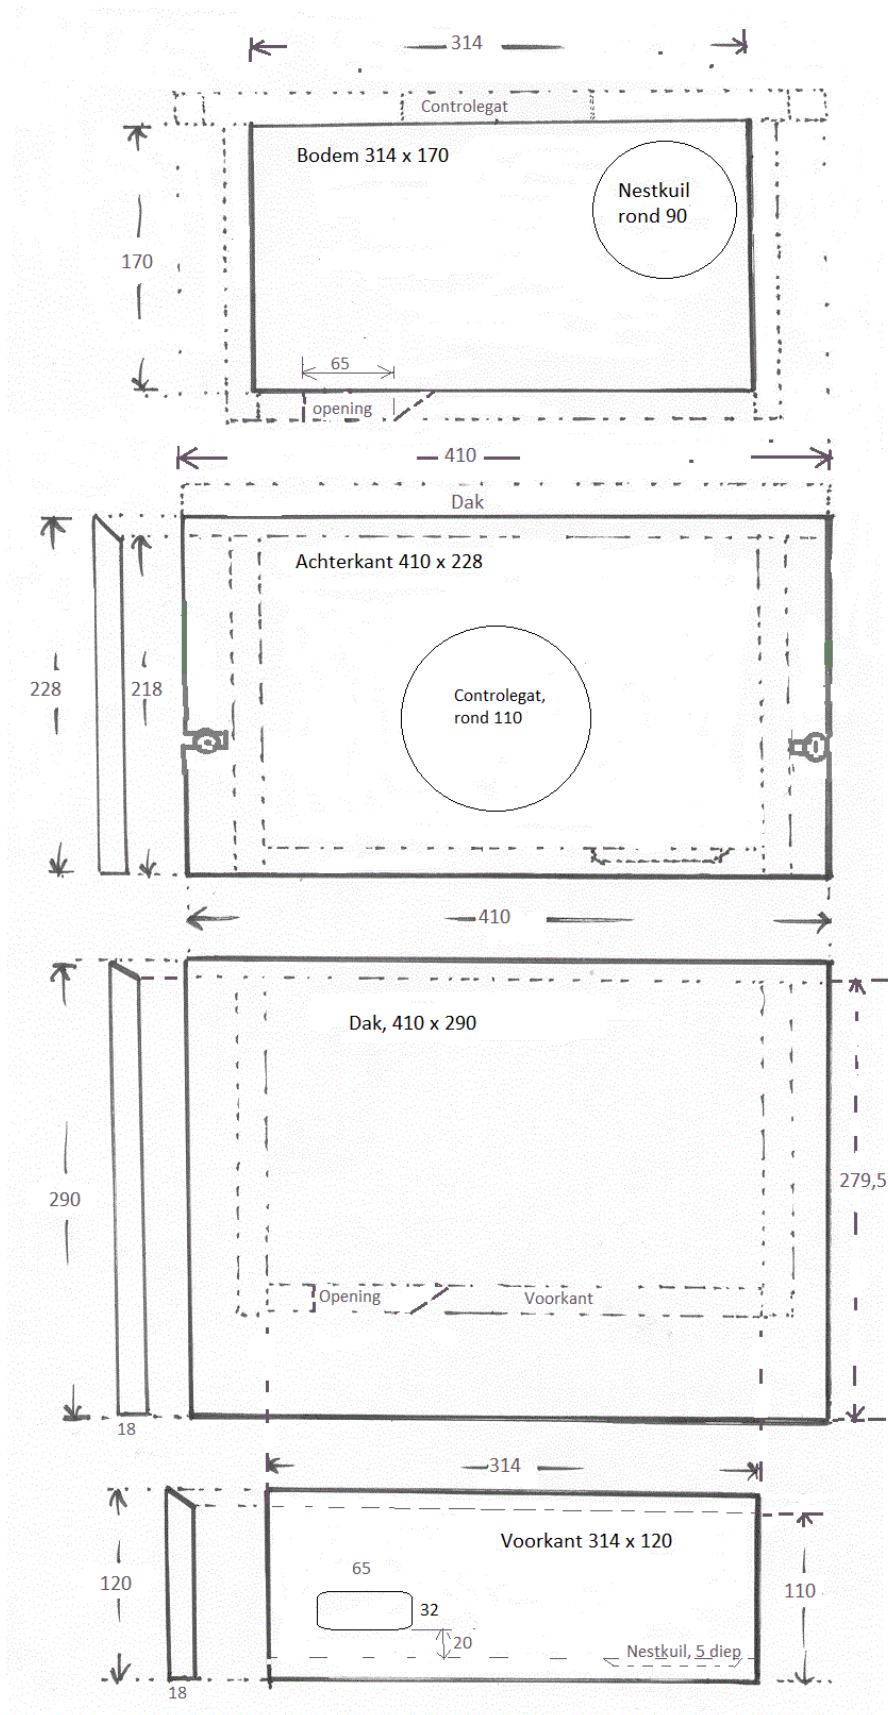 314
Controlegat
Bodem 314 x 170
Nestkuil
rond 90
170
65
opening
410
Dak
Achterkant 410 x 228
228
218
Controlegat,
rond 110
410
Dak, 410 x 290
290
279,5
Opening
Voorkant
18
314
Voorkant 314 x 120
65
120
32
110
20
Nestkuil, 5 diep
18